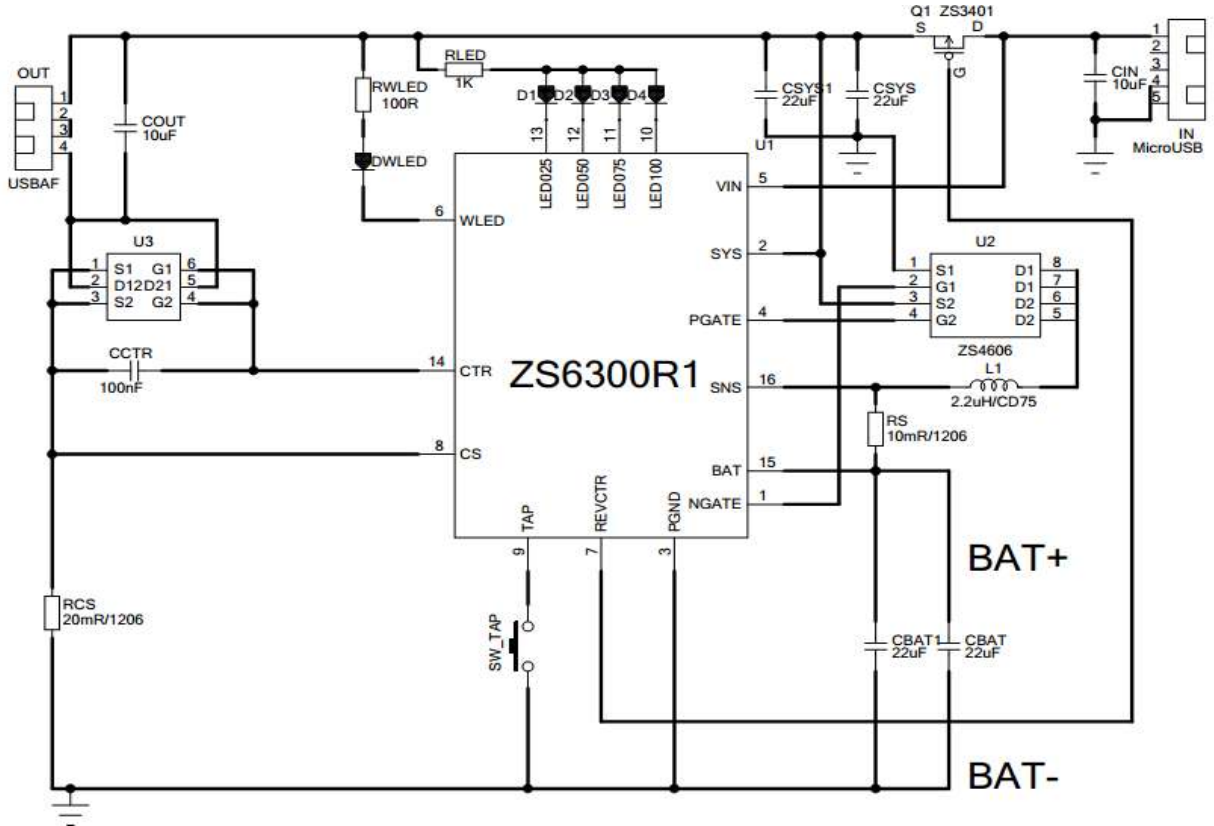 Q1 ZS3401
S D
G
OUT
1
2
3
4
USBAF
COUT
10uF
RWLED
100R
DWLED
RLED
1K
D1 D2 D3 D4
13 12 11 10
LED025 LED050 LED075 LED100
CSYS1
22uF
CSYS
22uF
CIN
10uF
1
2
3
4
5
IN
MicroUSB
U1
ZS6300R1
6 WLED
14 CTR
8 CS
VIN 5
SYS 2
PGATE 4
SNS 16
BAT 15
NGATE 1
TAP REVCTR PGND
9 7 3
U3
1 S1 G1 6
2 D12 D21 5
3 S2 G2 4
CCTR
100nF
U2
1 S1 D1 8
2 G1 D1 7
3 S2 D2 6
4 G2 D2 5
ZS4606
L1
2.2uH/CD75
RS
10mR/1206
BAT+
RCS
20mR/1206
SW_TAP
CBAT1
22uF
CBAT
22uF
BAT-